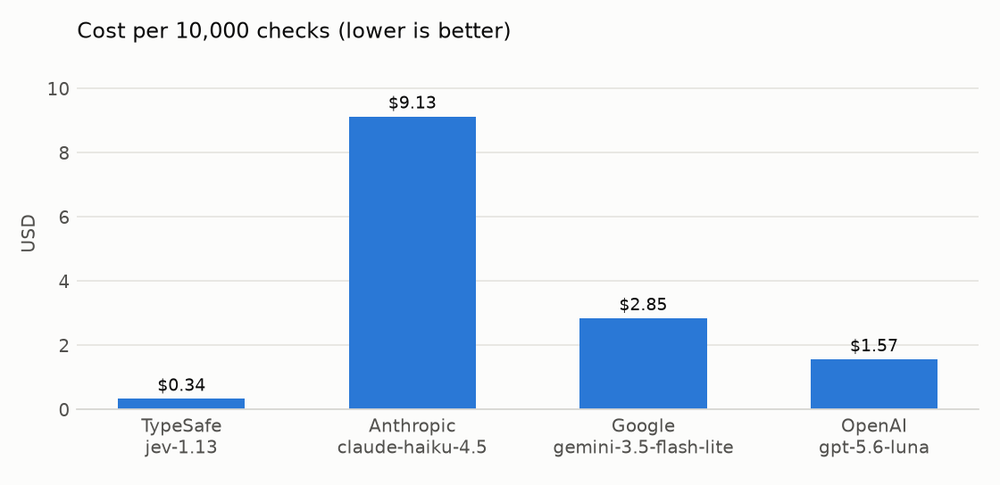 Cost per 10,000 checks (lower is better)
10
$9.13
8
6
USD
4
$2.85
2
$1.57
$0.34
0
TypeSafe
jev-1.13
Anthropic
claude-haiku-4.5
Google
gemini-3.5-flash-lite
OpenAI
gpt-5.6-luna